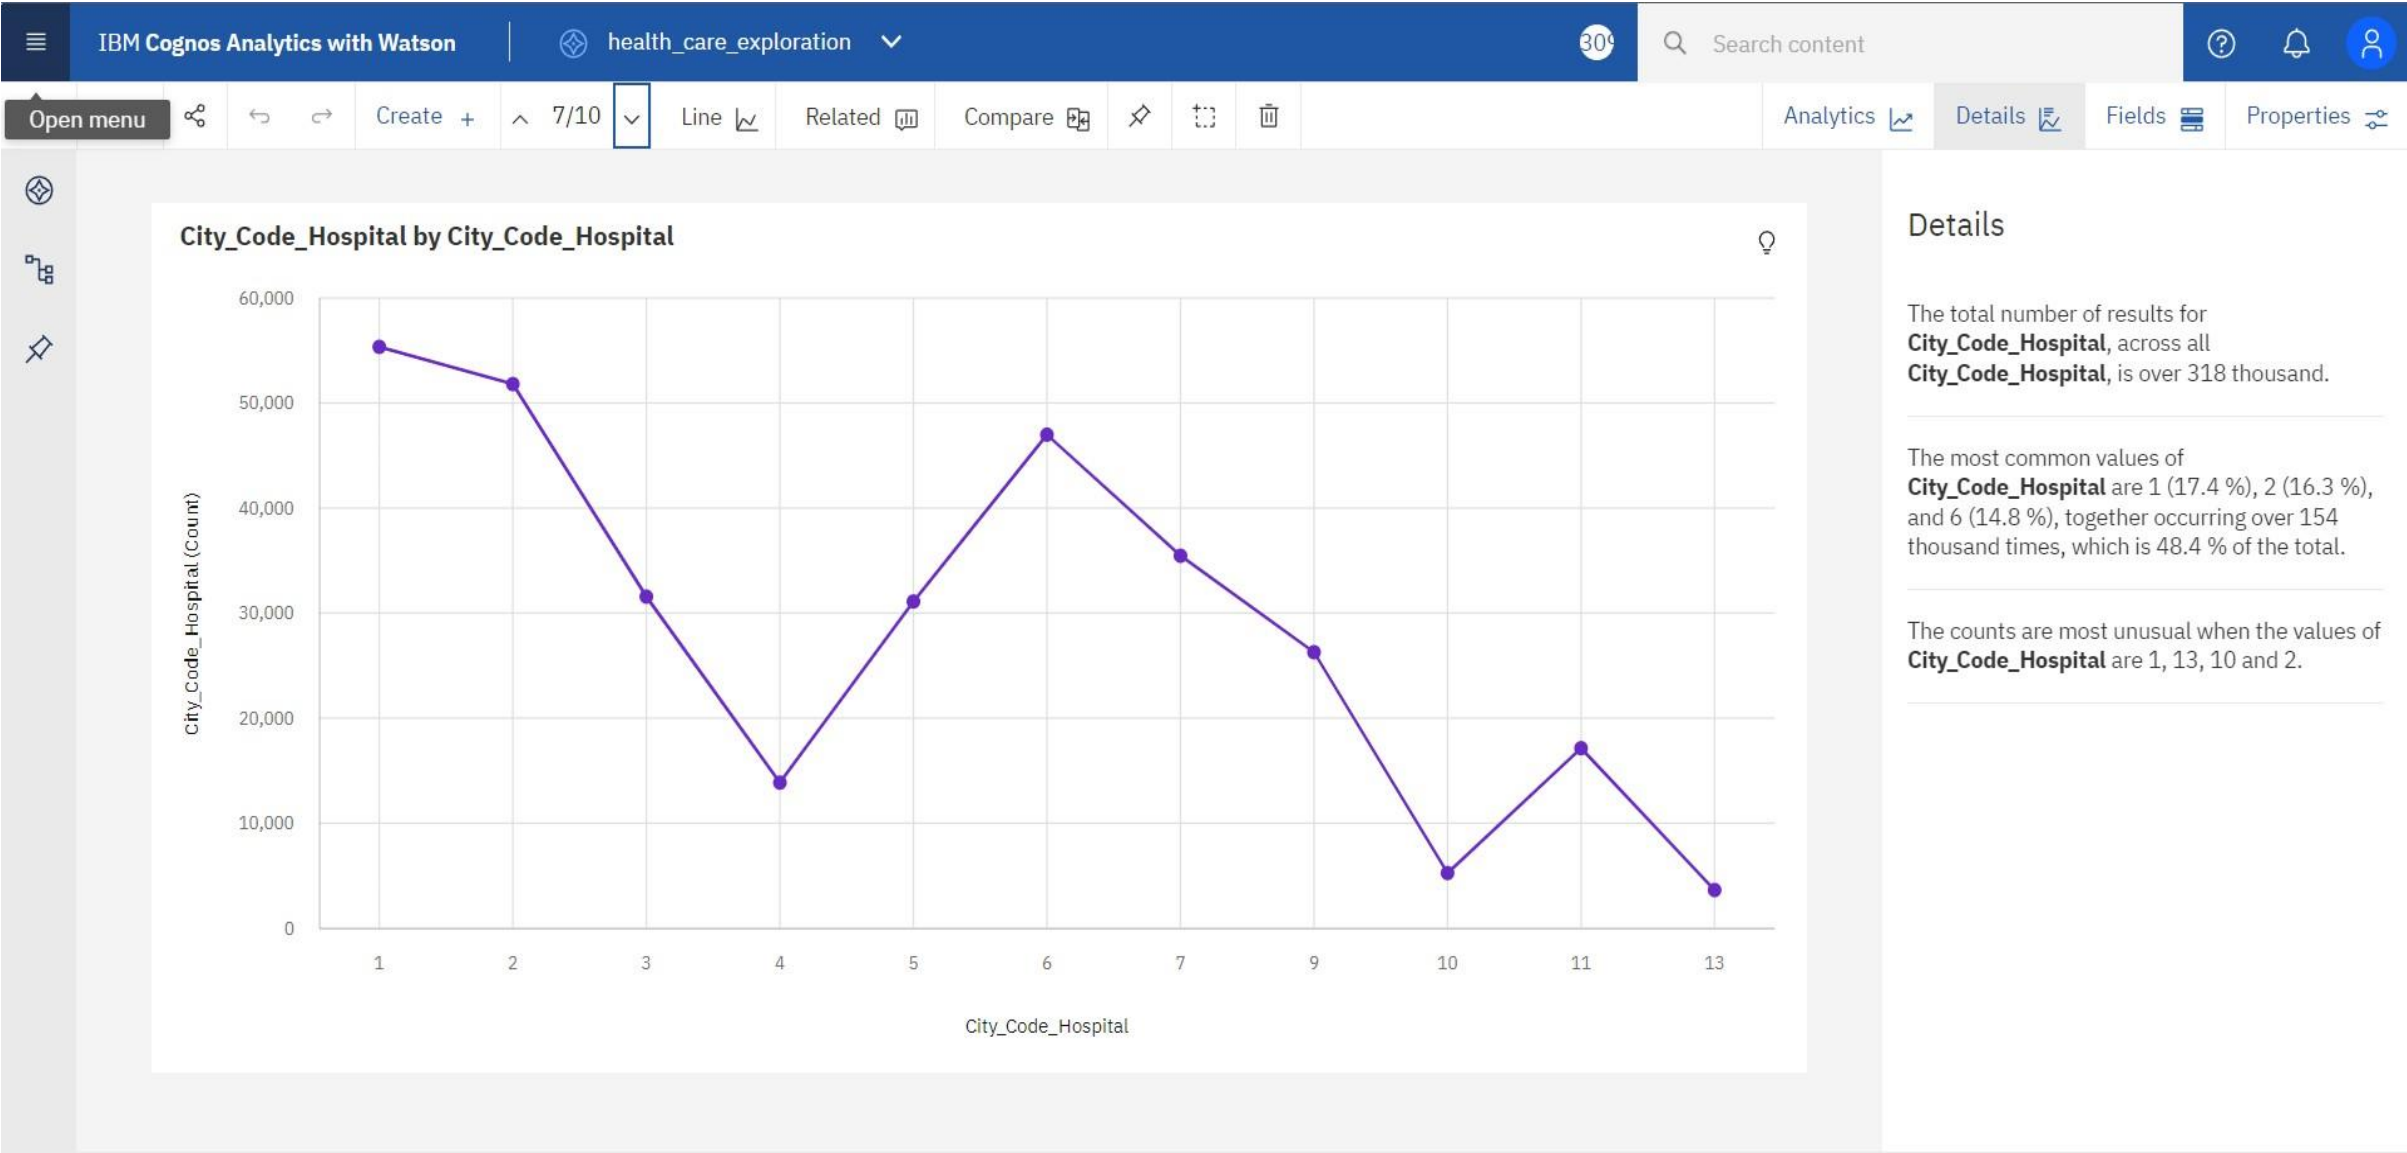 IBM Cognos Analytics with Watson
health_care_exploration
Search content
Open menu
Create +
7/10
Line
Related
Compare
Analytics
Details
Fields
Properties
City_Code_Hospital by City_Code_Hospital
60,000
50,000
40,000
30,000
20,000
10,000
0
City_Code_Hospital (Count)
1 2 3 4 5 6 7 9 10 11 13
City_Code_Hospital
Details
The total number of results for
City_Code_Hospital, across all
City_Code_Hospital, is over 318 thousand.
The most common values of
City_Code_Hospital are 1 (17.4 %), 2 (16.3 %),
and 6 (14.8 %), together occurring over 154
thousand times, which is 48.4 % of the total.
The counts are most unusual when the values of
City_Code_Hospital are 1, 13, 10 and 2.